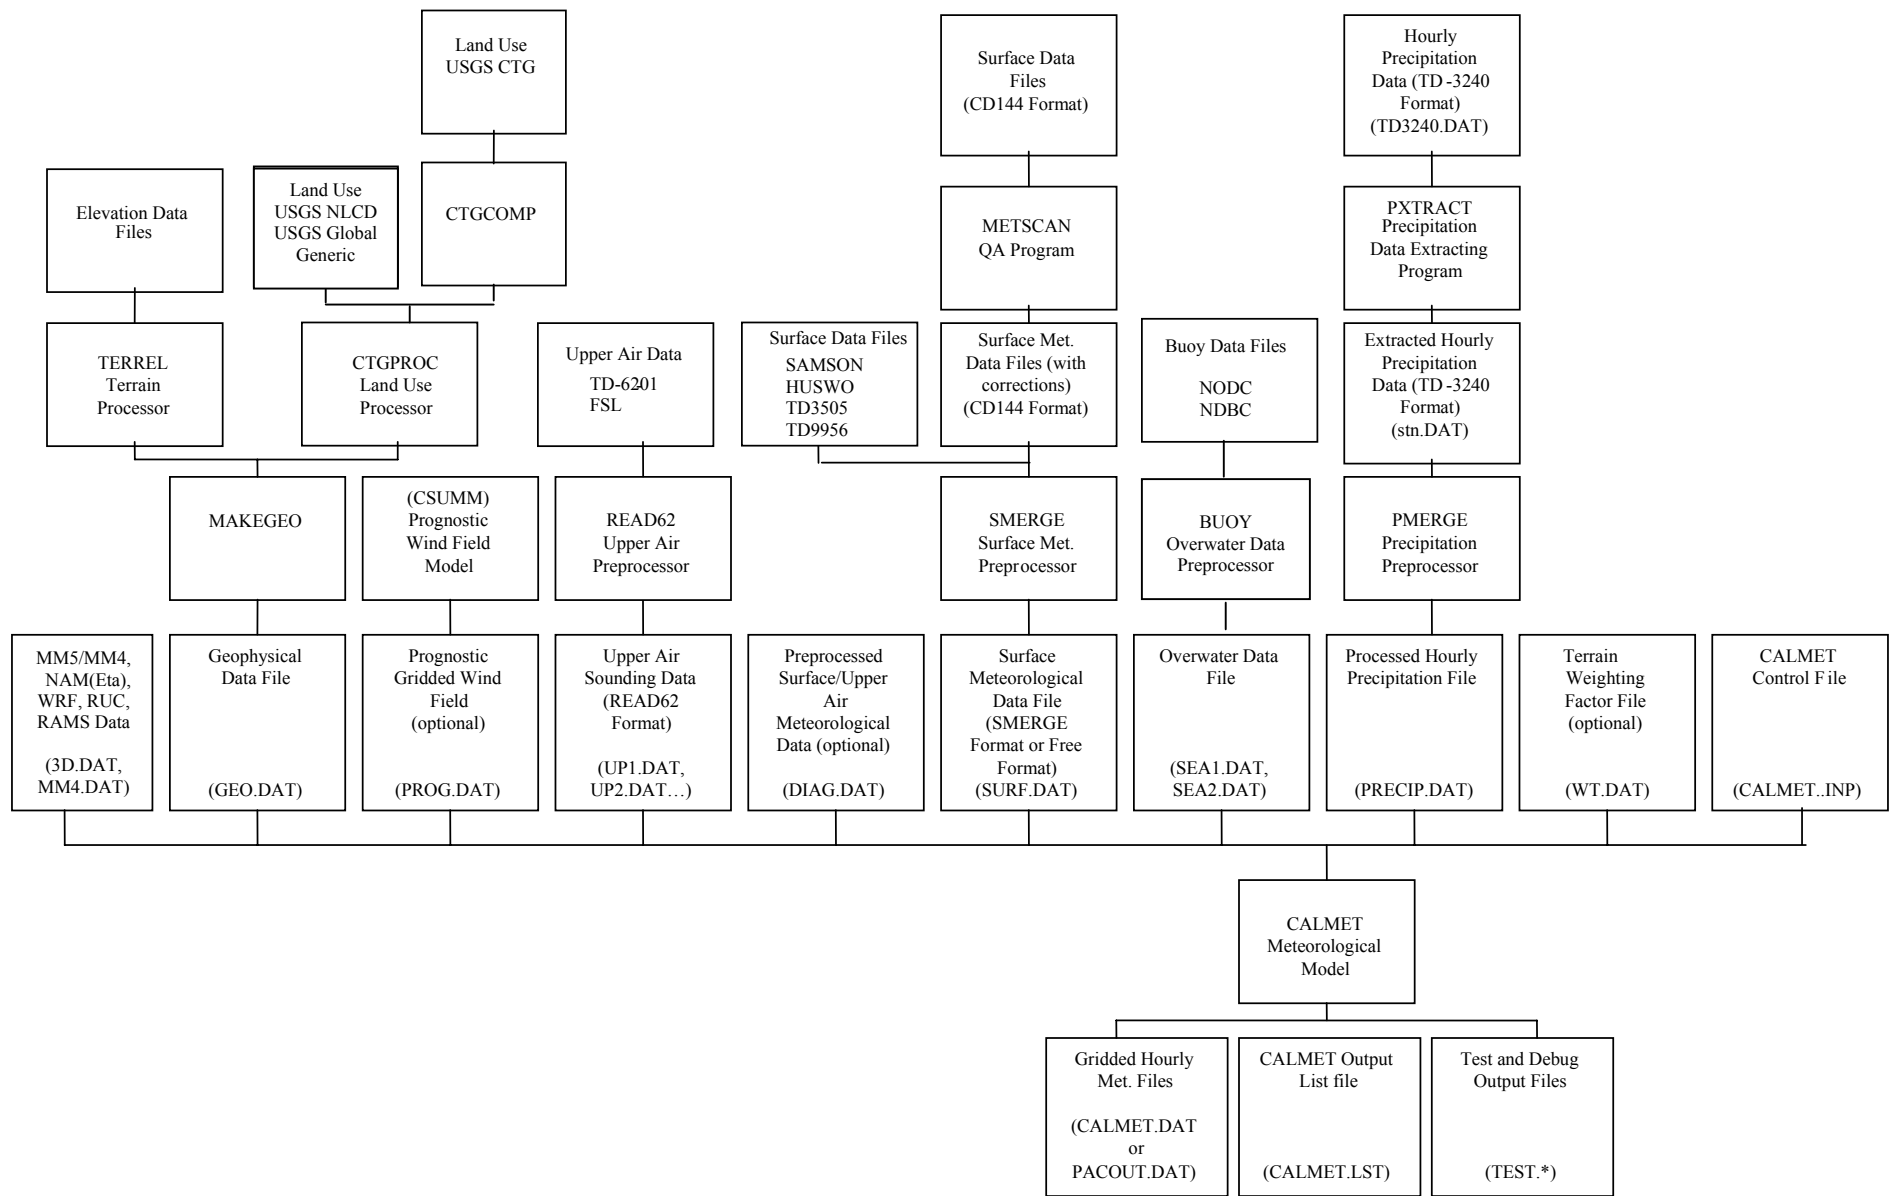 Land Use
USGS CTG
Surface Data
Files
(CD144 Format)
Hourly
Precipitation
Data (TD -3240
Format)
(TD3240.DAT)
Elevation Data
Files
Land Use
USGS NLCD
USGS Global
Generic
CTGCOMP
METSCAN
QA Program
PXTRACT
Precipitation
Data Extracting
Program
TERREL
Terrain
Processor
CTGPROC
Land Use
Processor
Upper Air Data
TD-6201
FSL
Surface Data Files
SAMSON
HUSWO
TD3505
TD9956
Surface Met.
Data Files (with
corrections)
(CD144 Format)
Buoy Data Files
NODC
NDBC
Extracted Hourly
Precipitation
Data (TD -3240
Format)
(stn.DAT)
MAKEGEO
(CSUMM)
Prognostic
Wind Field
Model
READ62
Upper Air
Preprocessor
SMERGE
Surface Met.
Preprocessor
BUOY
Overwater Data
Preprocessor
PMERGE
Precipitation
Preprocessor
MM5/MM4,
NAM(Eta),
WRF, RUC,
RAMS Data
(3D.DAT,
MM4.DAT)
Geophysical
Data File
(GEO.DAT)
Prognostic
Gridded Wind
Field
(optional)
(PROG.DAT)
Upper Air
Sounding Data
(READ62
Format)
(UP1.DAT,
UP2.DAT…)
Preprocessed
Surface/Upper
Air
Meteorological
Data (optional)
(DIAG.DAT)
Surface
Meteorological
Data File
(SMERGE
Format or Free
Format)
(SURF.DAT)
Overwater Data
File
(SEA1.DAT,
SEA2.DAT)
Processed Hourly
Precipitation File
(PRECIP.DAT)
Terrain
Weighting
Factor File
(optional)
(WT.DAT)
CALMET
Control File
(CALMET..INP)
CALMET
Meteorological
Model
Gridded Hourly
Met. Files
(CALMET.DAT
or
PACOUT.DAT)
CALMET Output
List file
(CALMET.LST)
Test and Debug
Output Files
(TEST.*)